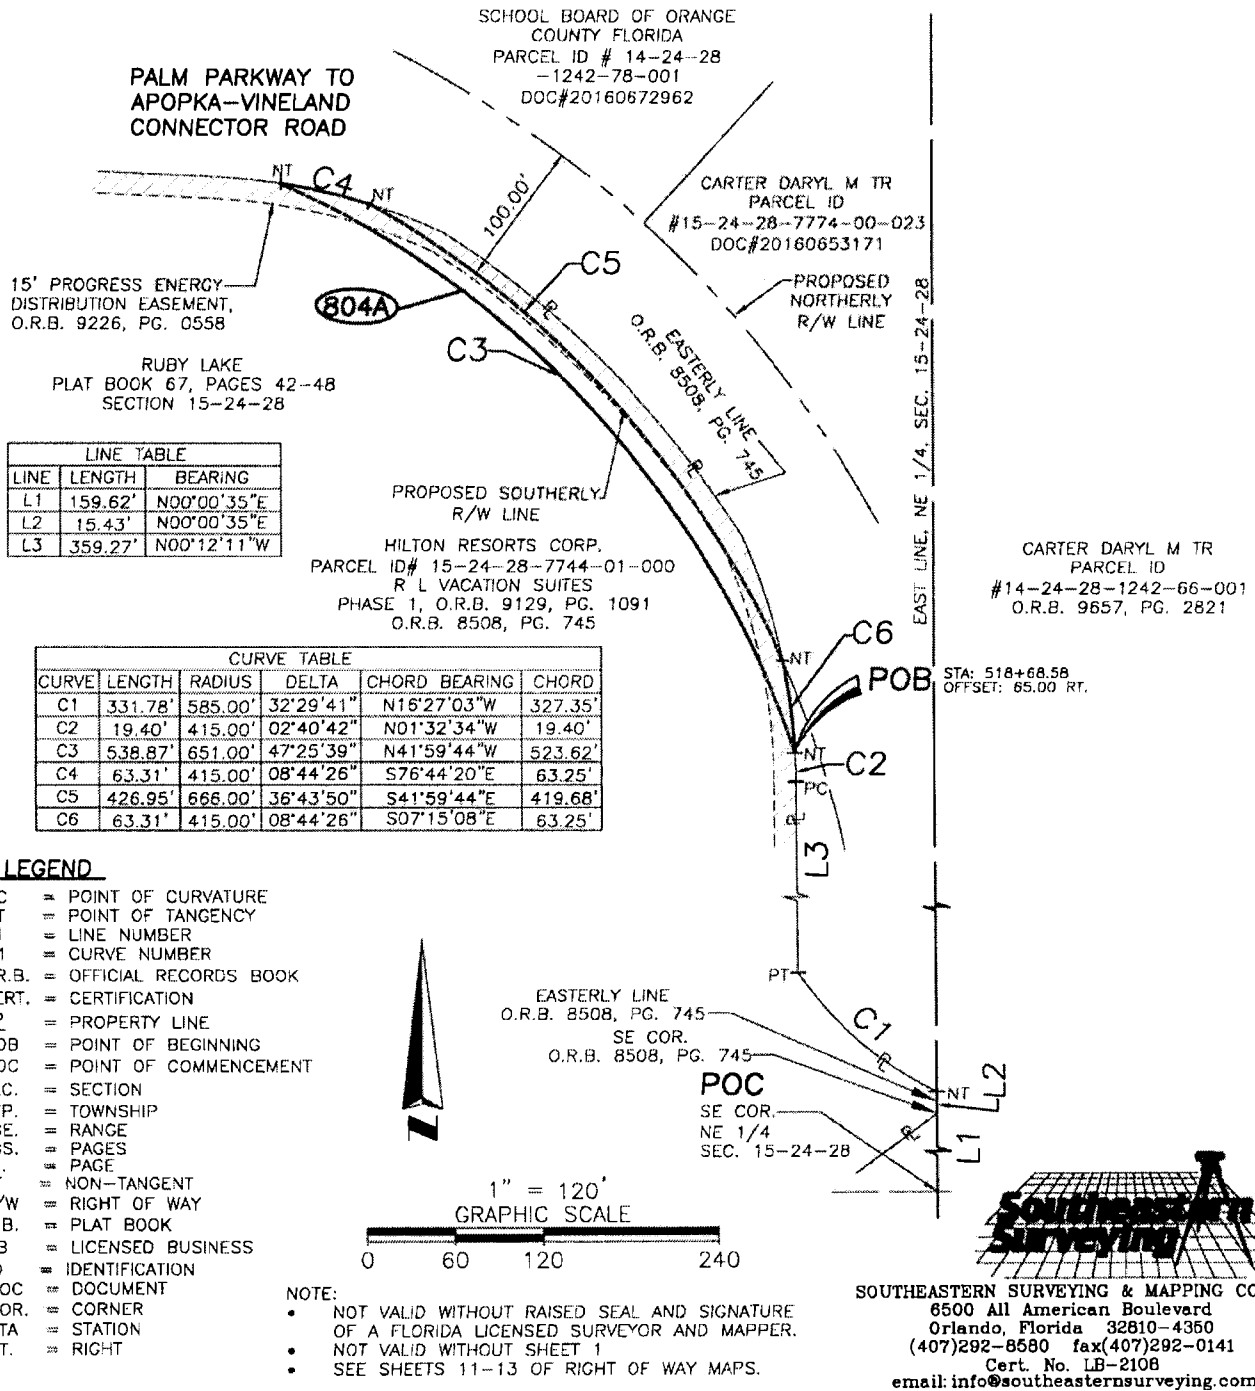 SCHOOL BOARD OF ORANGE
COUNTY FLORIDA
PARCEL ID # 14-24-28
-1242-78-001
DOC#20160672962
PALM PARKWAY TO
APOPKA-VINELAND
CONNECTOR ROAD
NT
C4
NT
100.00'
CARTER DARYL M TR
PARCEL ID
#15-24-28-7774-00-023
DOC#20160653171
C5
PROPOSED
NORTHERLY
R/W LINE
15' PROGRESS ENERGY
DISTRIBUTION EASEMENT,
O.R.B. 9226, PG. 0558
804A
C3
EASTERLY LINE
O.R.B. 8508, PG. 745
EAST LINE, NE 1/4, SEC. 15-24-28
RUBY LAKE
PLAT BOOK 67, PAGES 42-48
SECTION 15-24-28
LINE TABLE
LINE LENGTH BEARING
L1 159.62' N00°00'35"E
L2 15.43' N00°00'35"E
L3 359.27' N00°12'11"W
PROPOSED SOUTHERLY
R/W LINE
HILTON RESORTS CORP.
PARCEL ID# 15-24-28-7744-01-000
R L VACATION SUITES
PHASE 1, O.R.B. 9129, PG. 1091
O.R.B. 8508, PG. 745
CARTER DARYL M TR
PARCEL ID
#14-24-28-1242-66-001
O.R.B. 9657, PG. 2821
CURVE TABLE
CURVE LENGTH RADIUS DELTA CHORD BEARING CHORD
C1 331.78' 585.00' 32°29'41" N16°27'03"W 327.35'
C2 19.40' 415.00' 02°40'42" N01°32'34"W 19.40'
C3 538.87' 651.00' 47°25'39" N41°59'44"W 523.62'
C4 63.31' 415.00' 08°44'26" S76°44'20"E 63.25'
C5 426.95' 666.00' 36°43'50" S41°59'44"E 419.68'
C6 63.31' 415.00' 08°44'26" S07°15'08"E 63.25'
C6
NT
POB
STA: 518+68.58
OFFSET: 65.00 RT.
NT
C2
PC
L3
LEGEND
C = POINT OF CURVATURE
T = POINT OF TANGENCY
= LINE NUMBER
= CURVE NUMBER
R.B. = OFFICIAL RECORDS BOOK
ERT. = CERTIFICATION
= PROPERTY LINE
OB = POINT OF BEGINNING
OC = POINT OF COMMENCEMENT
C. = SECTION
P. = TOWNSHIP
GE. = RANGE
GS. = PAGES
. = PAGE
= NON-TANGENT
/W = RIGHT OF WAY
B. = PLAT BOOK
B = LICENSED BUSINESS
= IDENTIFICATION
OC = DOCUMENT
OR. = CORNER
TA = STATION
T. = RIGHT
PT
EASTERLY LINE
O.R.B. 8508, PG. 745
SE COR.
O.R.B. 8508, PG. 745
C1
NT
L2
L1
POC
SE COR.
NE 1/4
SEC. 15-24-28
1" = 120'
GRAPHIC SCALE
0 60 120 240
NOTE:
• NOT VALID WITHOUT RAISED SEAL AND SIGNATURE
OF A FLORIDA LICENSED SURVEYOR AND MAPPER.
• NOT VALID WITHOUT SHEET 1
• SEE SHEETS 11-13 OF RIGHT OF WAY MAPS.
Southeastern
Surveying
SOUTHEASTERN SURVEYING & MAPPING CO
6500 All American Boulevard
Orlando, Florida 32810-4350
(407)292-8580 fax(407)292-0141
Cert. No. LB-2108
email: info@southeasternsurveying.com